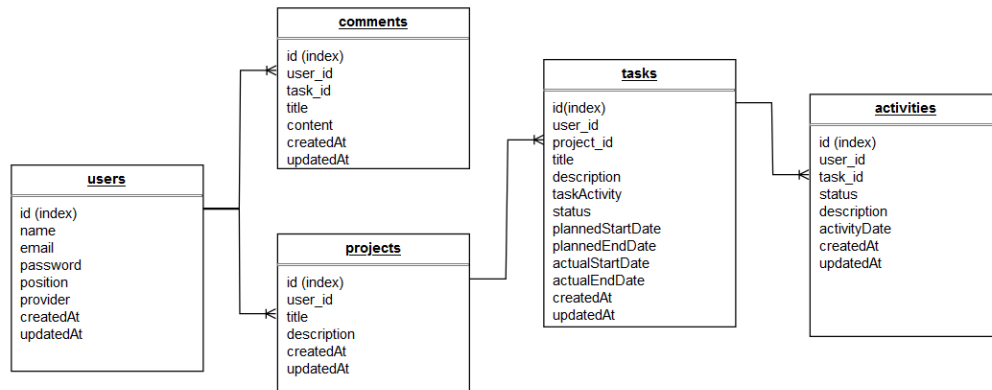 comments
id (index)
user_id
task_id
title
content
createdAt
updatedAt
users
id (index)
name
email
password
position
provider
createdAt
updatedAt
projects
id (index)
user_id
title
description
createdAt
updatedAt
tasks
id(index)
user_id
project_id
title
description
taskActivity
status
plannedStartDate
plannedEndDate
actualStartDate
actualEndDate
createdAt
updatedAt
activities
id (index)
user_id
task_id
status
description
activityDate
createdAt
updatedAt